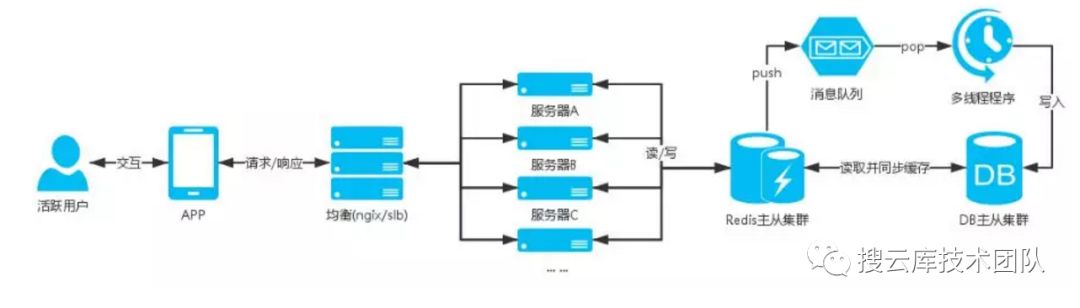 活跃用户
交互
APP
请求/响应
均衡(ngix/slb)
服务器A
服务器B
服务器C
... ...
读/写
Redis主从集群
push
消息队列
pop
多线程程序
写入
读取并同步缓存
DB
DB主从集群
搜云库技术团队